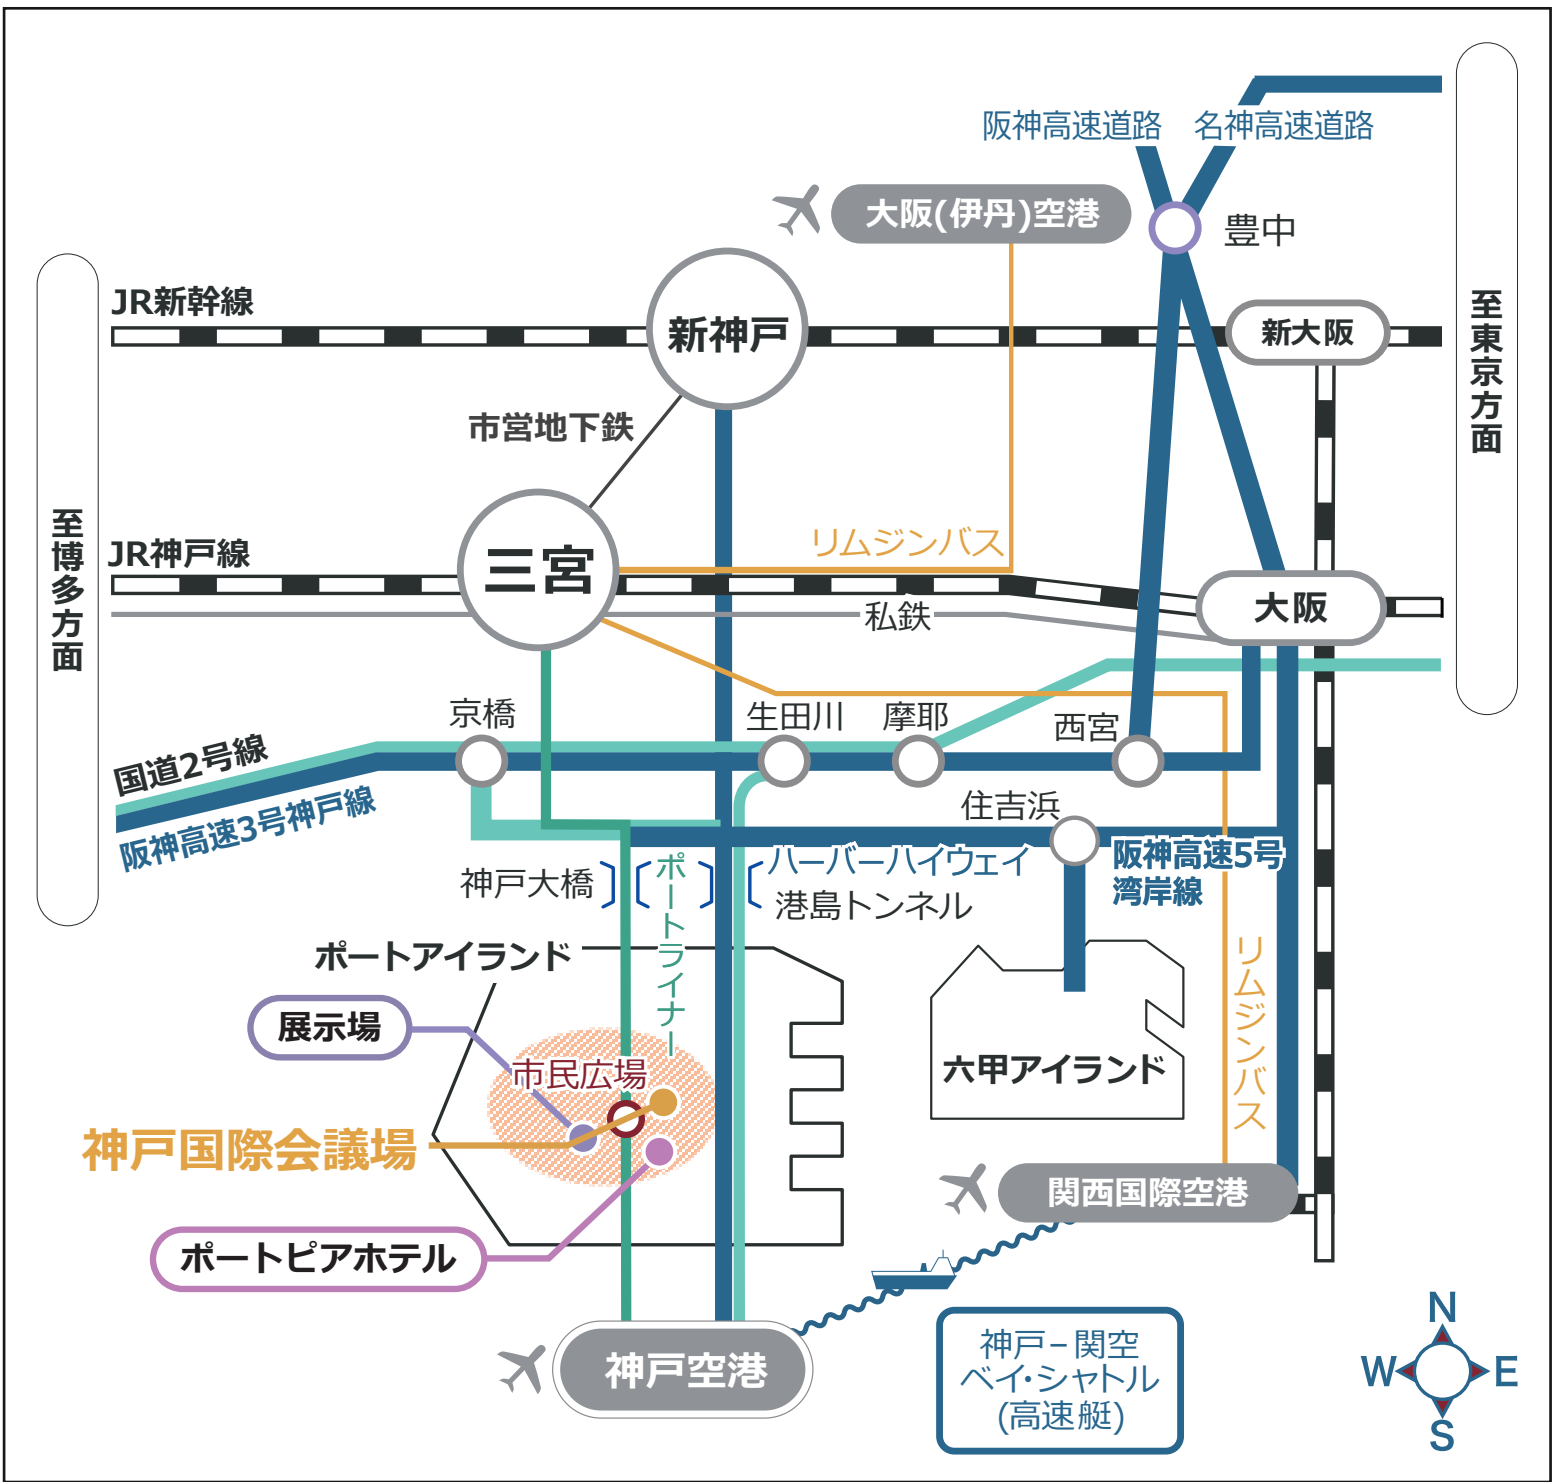 阪神高速道路
名神高速道路
大阪(伊丹)空港
豊中
JR新幹線
新神戸
新大阪
至東京方面
市営地下鉄
至博多方面
JR神戸線
三宮
リムジンバス
私鉄
大阪
京橋
生田川
摩耶
西宮
国道2号線
阪神高速3号神戸線
住吉浜
阪神高速5号
湾岸線
ハーバーハイウェイ
神戸大橋
港島トンネル
ポートライナー
ポートアイランド
リムジンバス
展示場
市民広場
六甲アイランド
神戸国際会議場
関西国際空港
ポートピアホテル
神戸空港
神戸−関空
ベイ・シャトル
(高速艇)
N
W
E
S